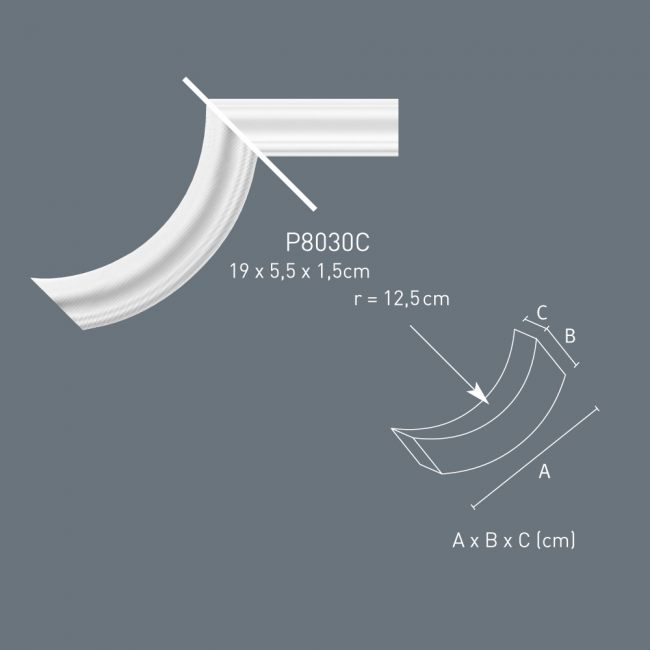 P8030C
19 x 5,5 x 1,5cm
r = 12,5cm
C
B
A
A x B x C (cm)